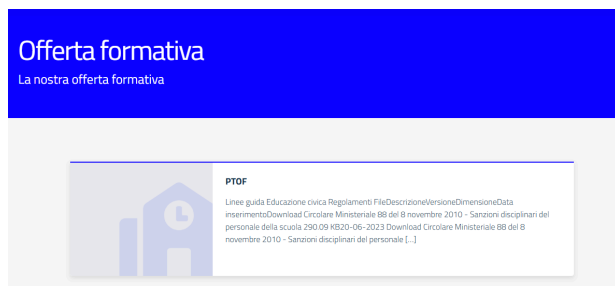 Offerta formativa
La nostra offerta formativa
PTOF
Linee guida Educazione civica Regolamenti FileDescrizioneVersioneDimensioneData
inserimentoDownload Circolare Ministeriale 88 del 8 novembre 2010 - Sanzioni disciplinari del
personale della scuola 290.09 KB20-06-2023 Download Circolare Ministeriale 88 del 8
novembre 2010 - Sanzioni disciplinari del personale [...]